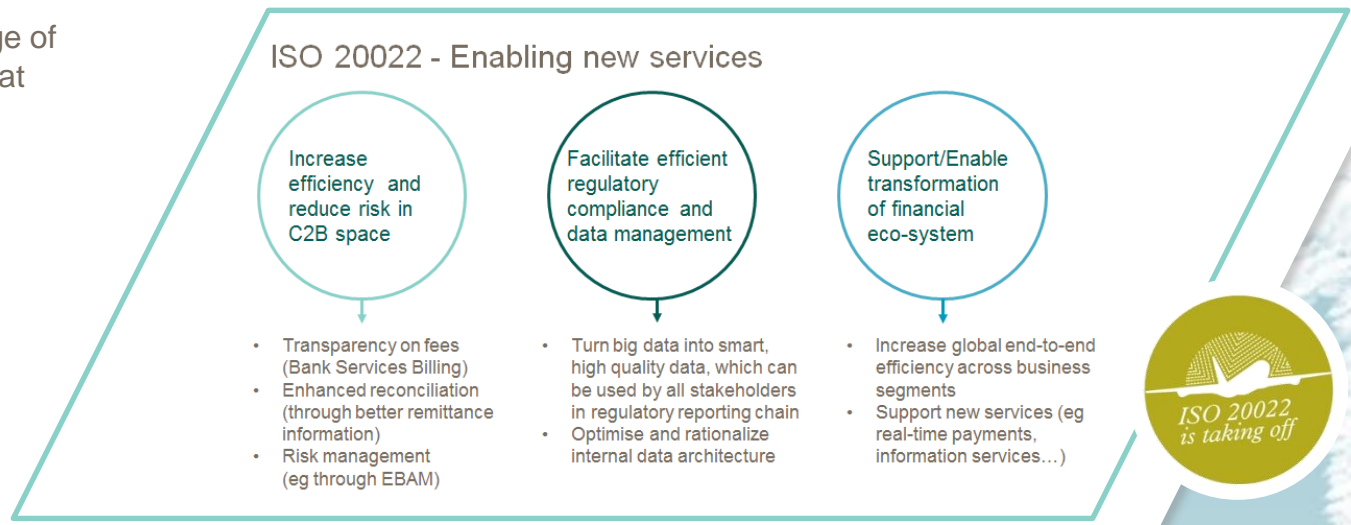 ge of
at
ISO 20022 - Enabling new services
Increase
efficiency and
reduce risk in
C2B space
Facilitate efficient
regulatory
compliance and
data management
Support/Enable
transformation
of financial
eco-system
• Transparency on fees
(Bank Services Billing)
• Enhanced reconciliation
(through better remittance
information)
• Risk management
(eg through EBAM)
• Turn big data into smart,
high quality data, which can
be used by all stakeholders
in regulatory reporting chain
• Optimise and rationalize
internal data architecture
• Increase global end-to-end
efficiency across business
segments
• Support new services (eg
real-time payments,
information services…)
ISO 20022
is taking off